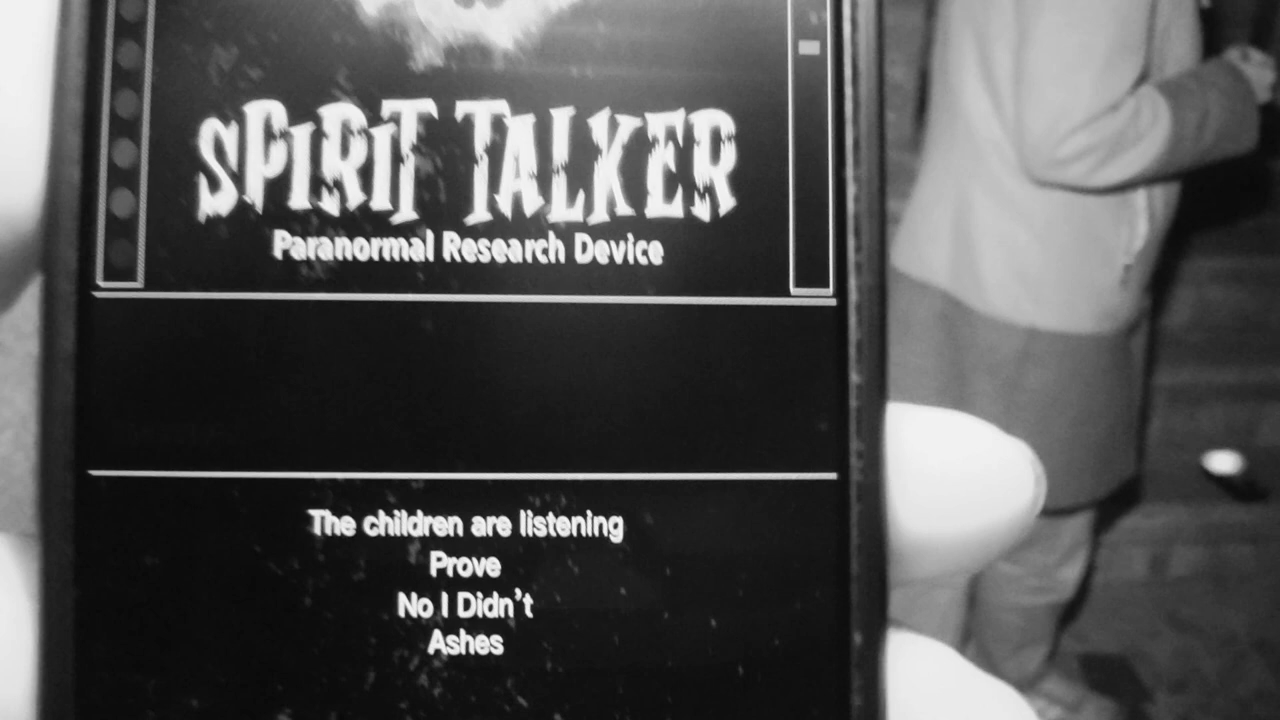 SPIRIT TALKER
Paranormal Research Device
The children are listening
Prove
No I Didn't
Ashes